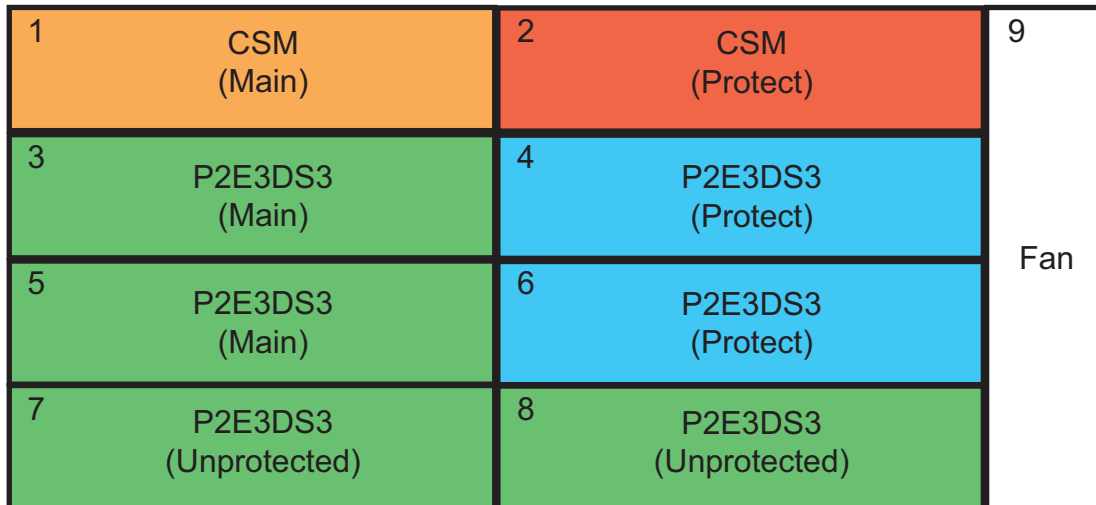 1
CSM
(Main)
2
CSM
(Protect)
9
3
P2E3DS3
(Main)
4
P2E3DS3
(Protect)
Fan
5
P2E3DS3
(Main)
6
P2E3DS3
(Protect)
7
P2E3DS3
(Unprotected)
8
P2E3DS3
(Unprotected)